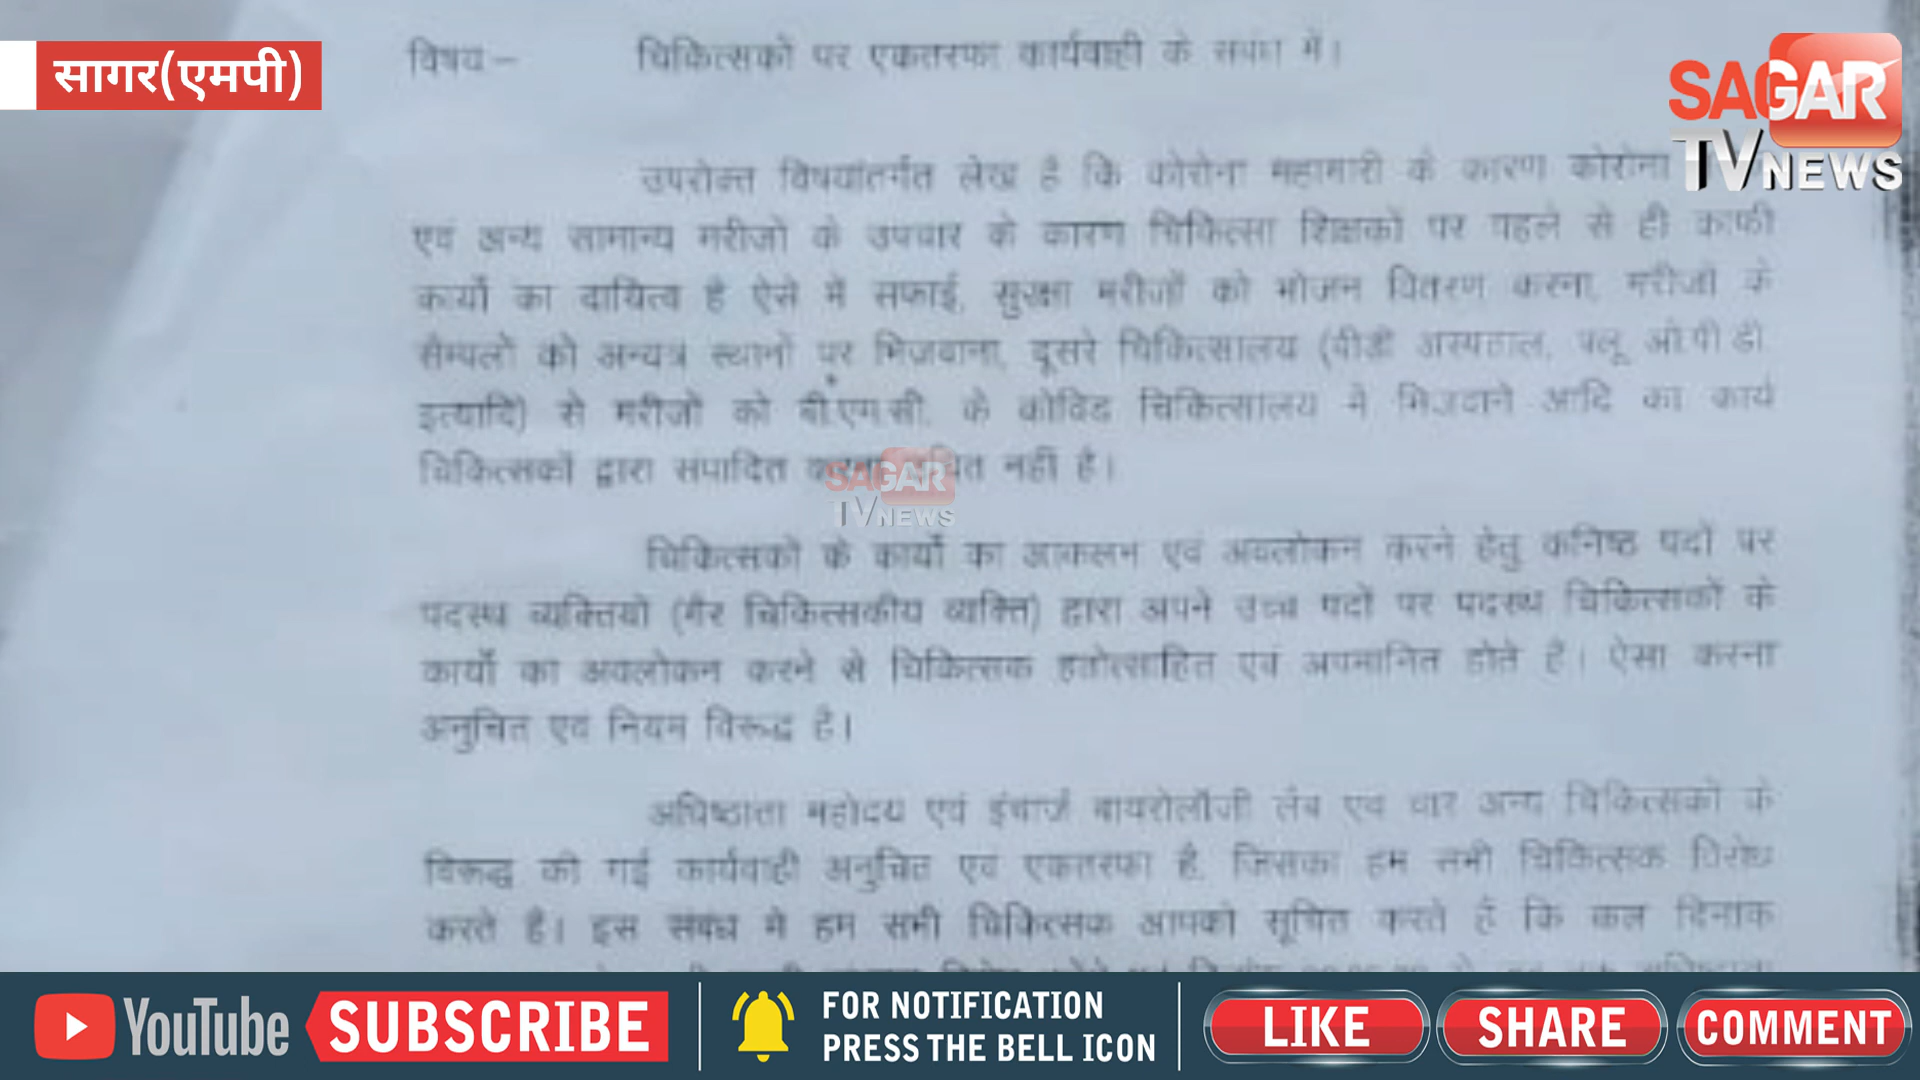 सागर(एमपी)
SAGAR
TV NEWS
विषय- चिकित्सकों पर एकतरफा कार्यवाही के संबंध में।
उपरोक्त विषयांतर्गत लेख है कि कोरोना महामारी के कारण कोरोना
एवं अन्य सामान्य मरीजों के उपचार के कारण चिकित्सा शिक्षकों पर पहले से ही काफी
कार्यो का दायित्व है ऐसे में सफाई, सुरक्षा मरीजों को भोजन वितरण करना, मरीजों के
सैम्पलो को अन्यत्र स्थानों पर भिजवाना, दूसरे चिकित्सालय (पीडी अस्पताल, फ्लू ओ.पी.डी.
इत्यादि) से मरीजो को बी.एम.सी. के कोविड चिकित्सालय में भिजवाने आदि का कार्य
चिकित्सकों द्वारा संपादित करना उचित नहीं है।
SAGAR
TV NEWS
चिकित्सकों के कार्यो का आकलन एवं अवलोकन करने हेतु कनिष्ठ पदों पर
पदस्थ व्यक्तियों (गैर चिकित्सकीय व्यक्ति) द्वारा अपने उच्च पदों पर पदस्थ चिकित्सकों के
कार्यों का अवलोकन करने से चिकित्सक हतोत्साहित एवं अपमानित होते है। ऐसा करना
अनुचित एवं नियम विरूद्ध है।
अधिष्ठाता महोदय एवं इंचार्ज वायरोलॉजी लैब एवं चार अन्य चिकित्सकों के
विरूद्ध की गई कार्यवाही अनुचित एवं एकतरफा है, जिसका हम सभी चिकित्सक विरोध
करते है। इस संबंध मे हम सभी चिकित्सक आपको सूचित करते है कि कल दिनांक
YouTube SUBSCRIBE
FOR NOTIFICATION
PRESS THE BELL ICON
LIKE SHARE COMMENT